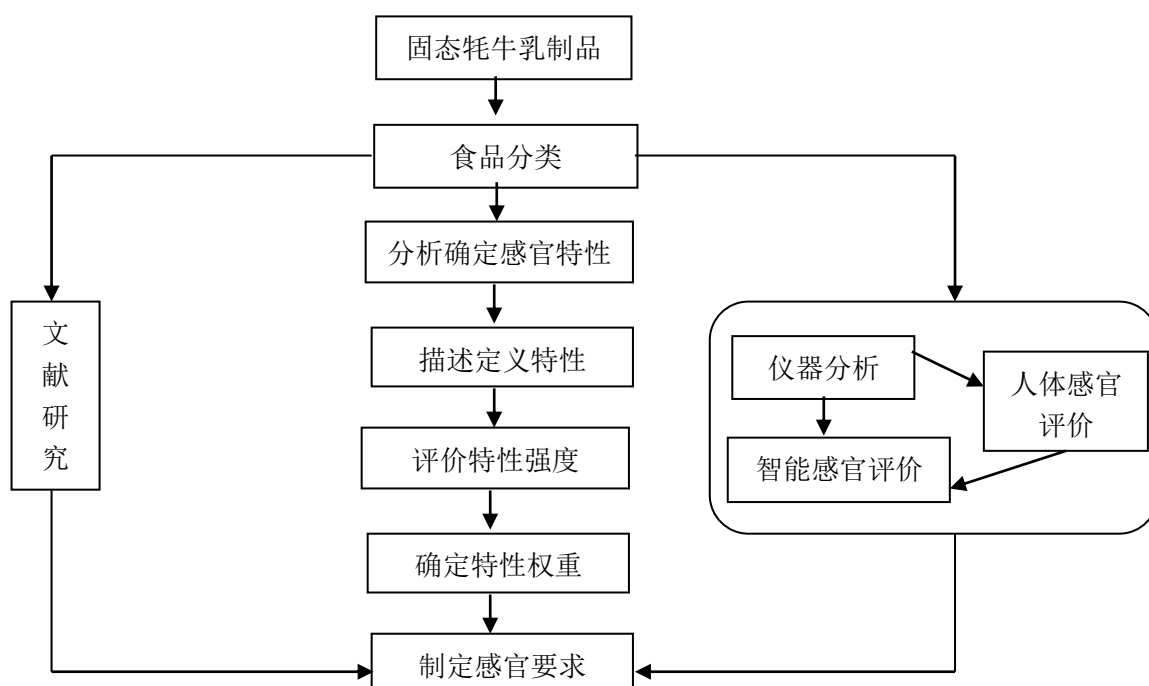 固态牦牛乳制品
食品分类
分析确定感官特性
描述定义特性
评价特性强度
确定特性权重
制定感官要求
文
献
研
究
仪器分析
人体感官
评价
智能感官评价